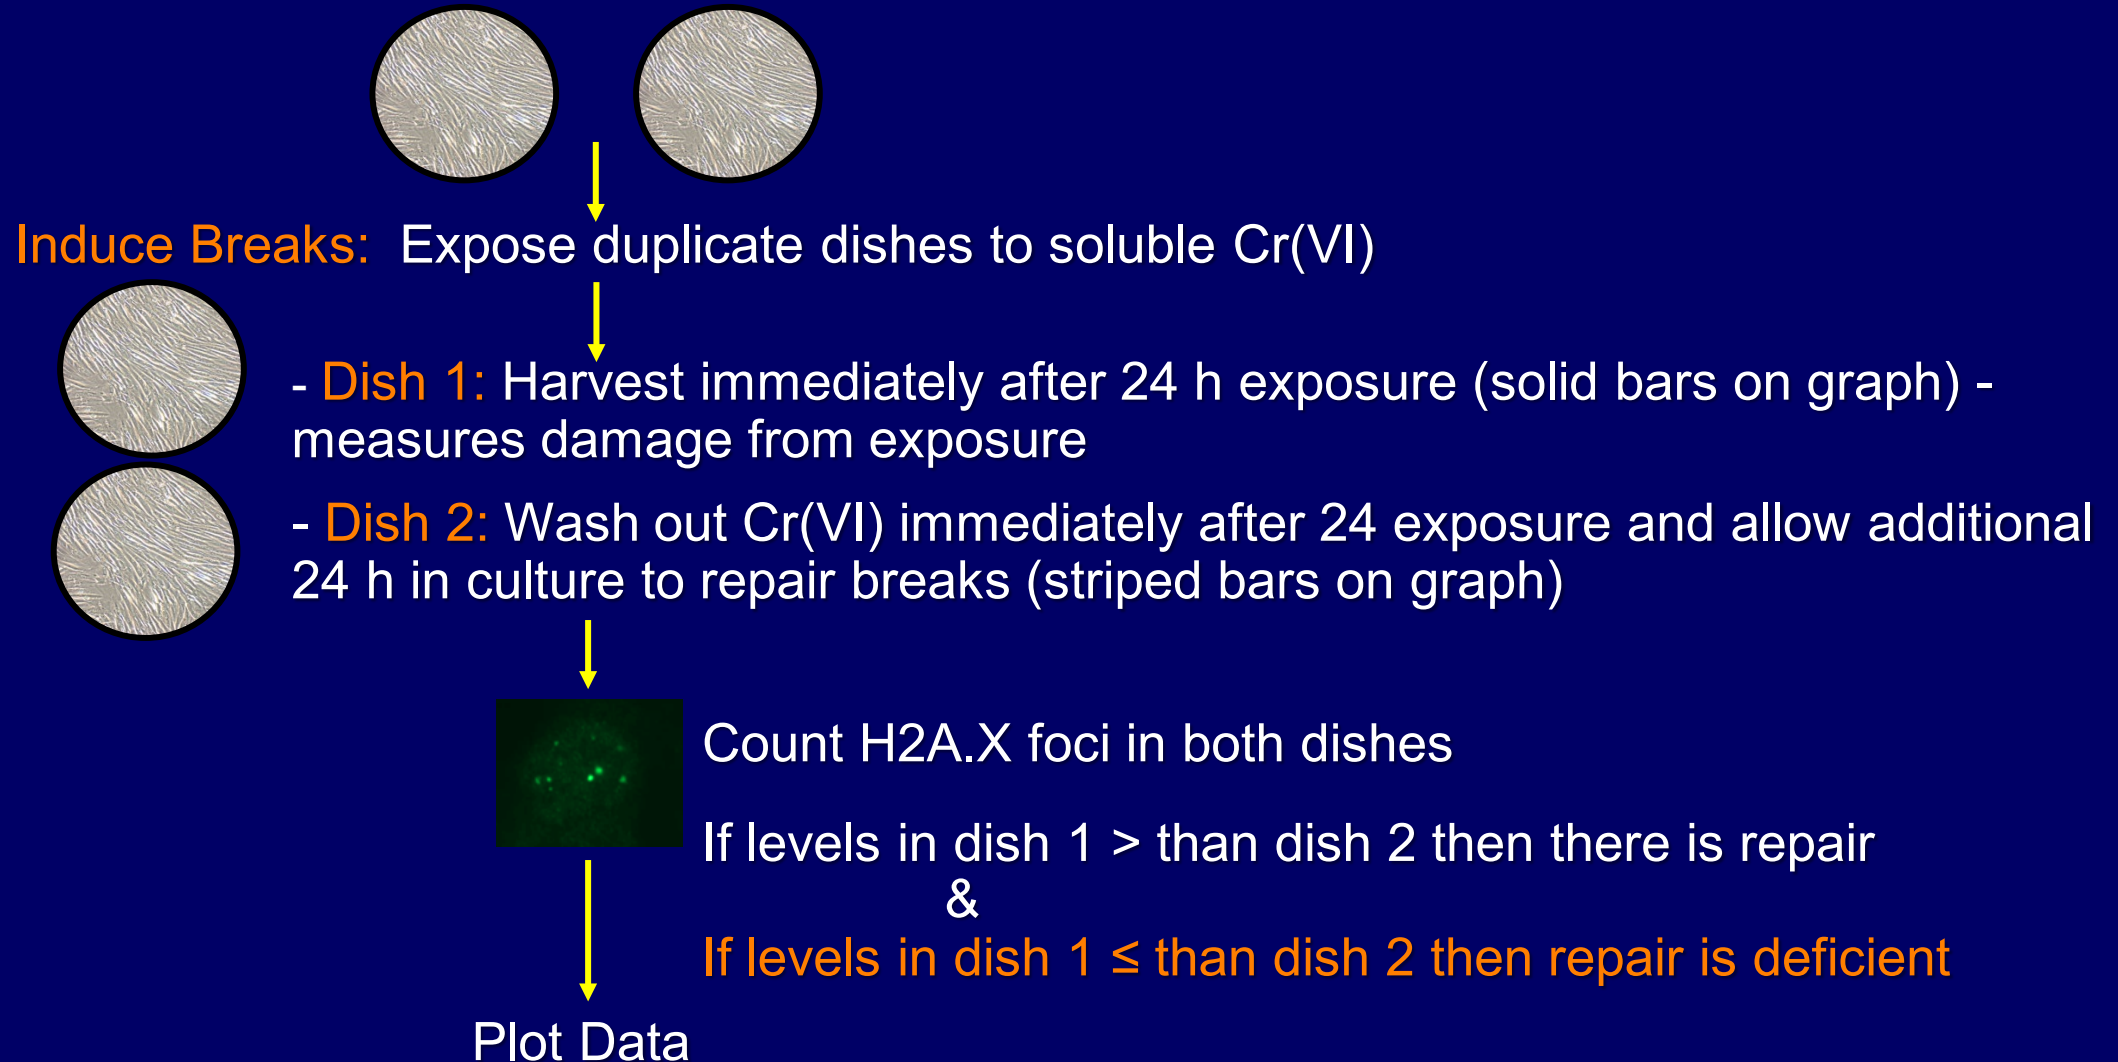 Induce Breaks: Expose duplicate dishes to soluble Cr(VI)
- Dish 1: Harvest immediately after 24 h exposure (solid bars on graph) -
measures damage from exposure
- Dish 2: Wash out Cr(VI) immediately after 24 exposure and allow additional
24 h in culture to repair breaks (striped bars on graph)
Count H2A.X foci in both dishes
If levels in dish 1 > than dish 2 then there is repair
&
If levels in dish 1 ≤ than dish 2 then repair is deficient
Plot Data